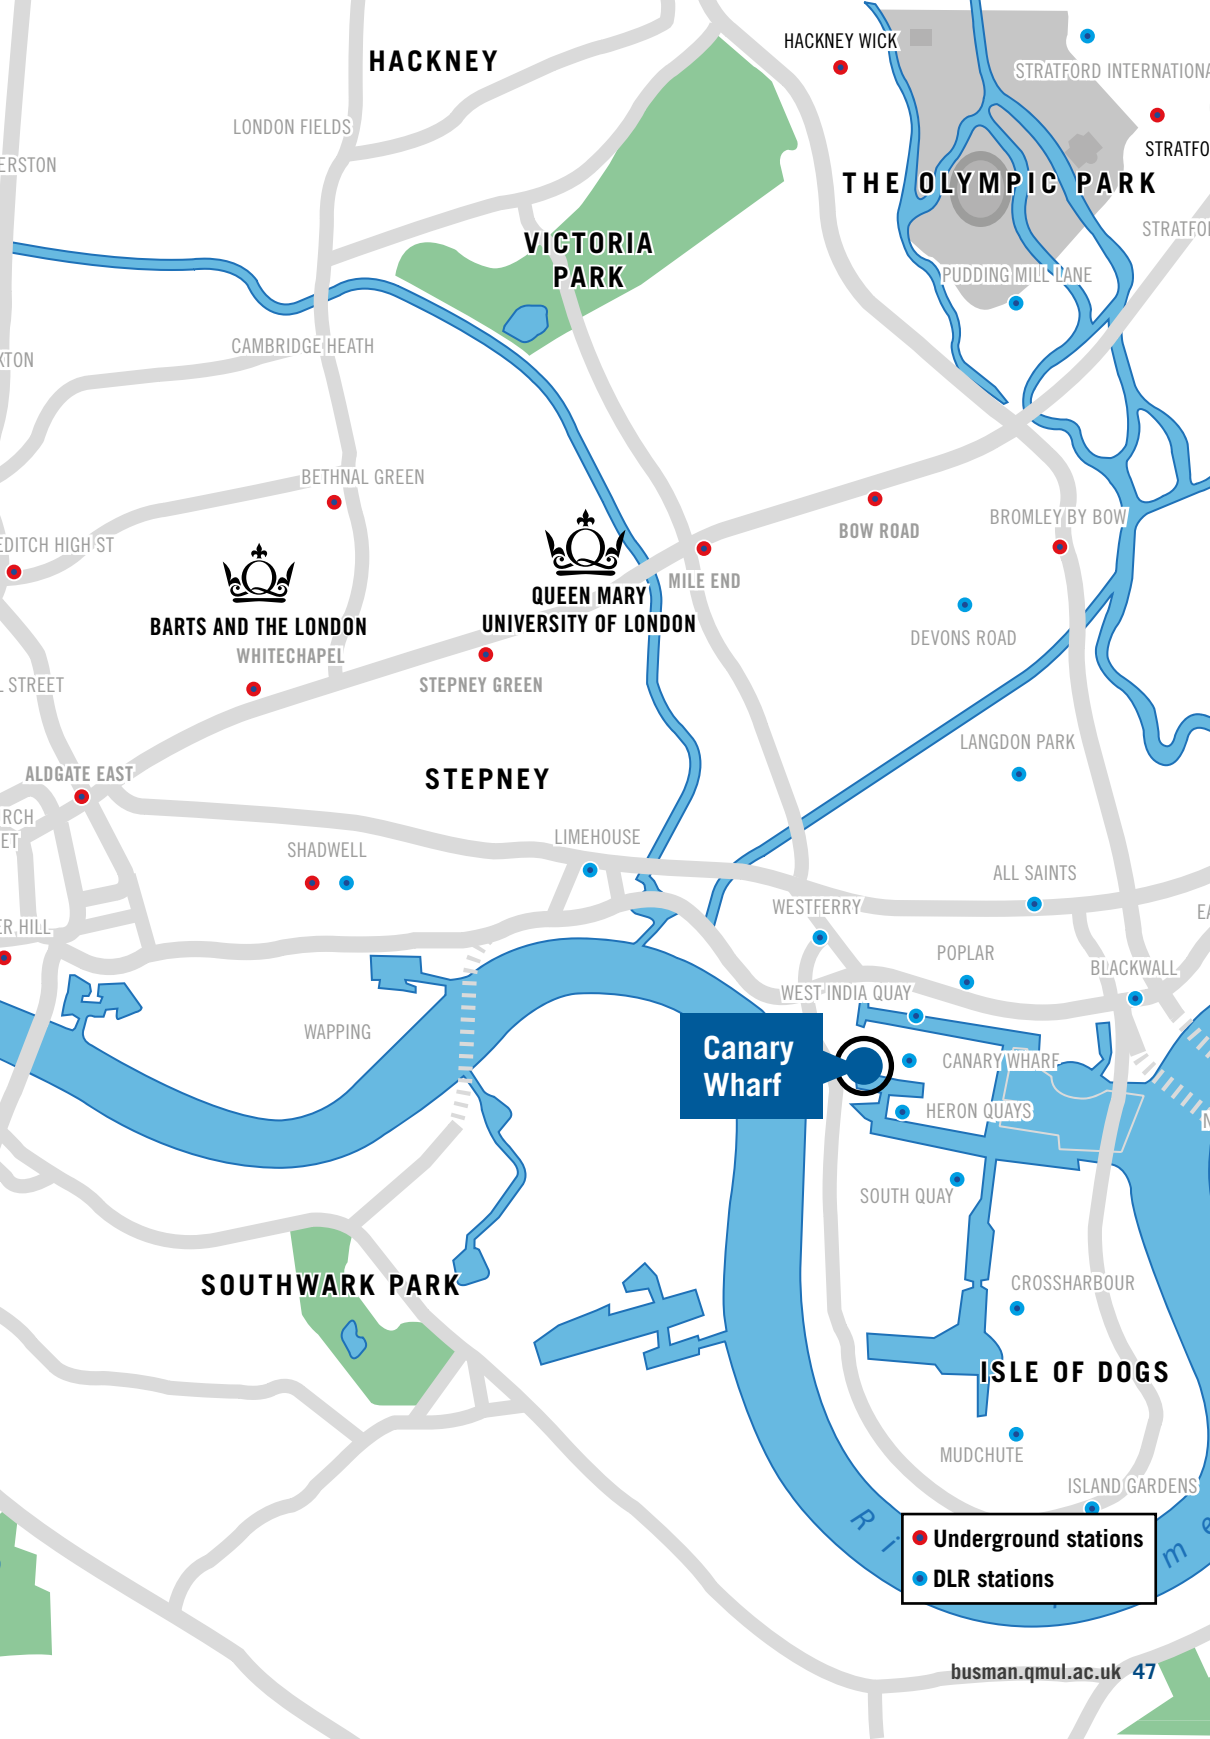 HACKNEY
HACKNEY WICK
STRATFORD INTERNATIONA
LONDON FIELDS
STRATFO
ERSTON
THE OLYMPIC PARK
STRATFO
VICTORIA
PARK
PUDDING MILL LANE
CAMBRIDGE HEATH
XTON
BETHNAL GREEN
BROMLEY BY BOW
BOW ROAD
EDITCH HIGH ST
MILE END
QUEEN MARY
UNIVERSITY OF LONDON
BARTS AND THE LONDON
WHITECHAPEL
DEVONS ROAD
L STREET
STEPNEY GREEN
LANGDON PARK
ALDGATE EAST
STEPNEY
RCH
ET
LIMEHOUSE
SHADWELL
ALL SAINTS
WESTFERRY
EA
ER HILL
POPLAR
BLACKWALL
WEST INDIA QUAY
WAPPING
Canary
Wharf
CANARY WHARF
HERON QUAYS
N
SOUTH QUAY
SOUTHWARK PARK
CROSSHARBOUR
ISLE OF DOGS
MUDCHUTE
ISLAND GARDENS
R i
m e
Underground stations
DLR stations
busman.qmul.ac.uk 47